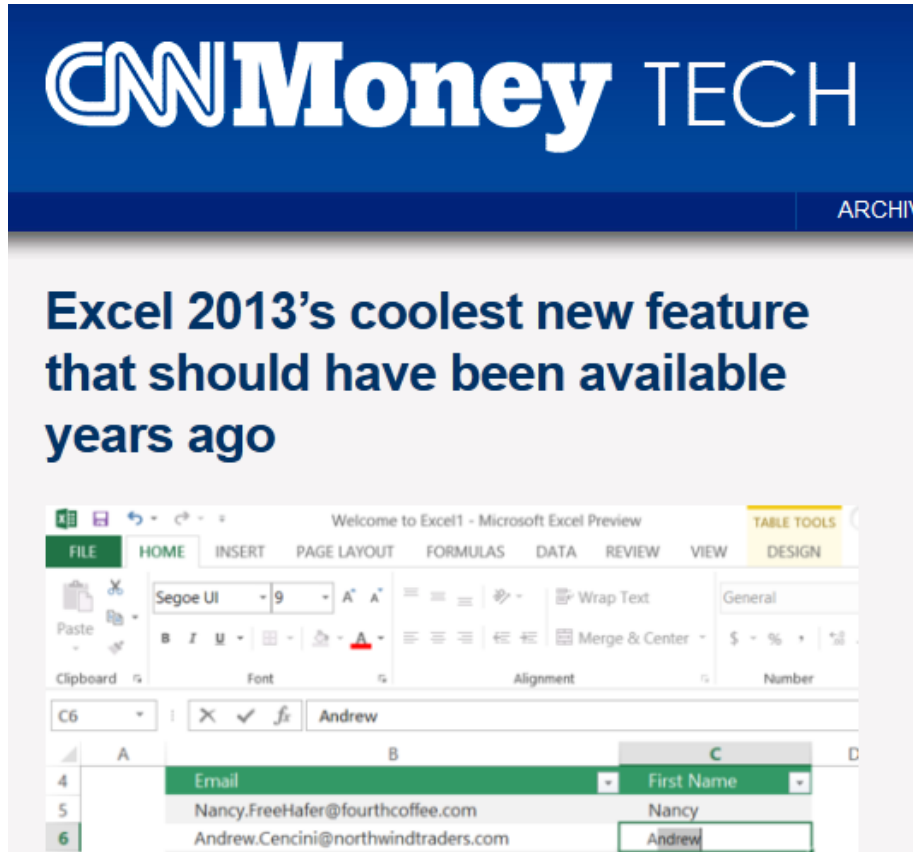 CNNMoney TECH
ARCHIV
Excel 2013's coolest new feature
that should have been available
years ago
Welcome to Excel1 - Microsoft Excel Preview TABLE TOOLS
FILE HOME INSERT PAGE LAYOUT FORMULAS DATA REVIEW VIEW DESIGN
Segoe UI 9 A A Wrap Text General
Paste B I U A Merge & Center $ % ,
Clipboard Font Alignment Number
C6 fx Andrew
A B C D
4 Email First Name
5 Nancy.FreeHafer@fourthcoffee.com Nancy
6 Andrew.Cencini@northwindtraders.com Andrew